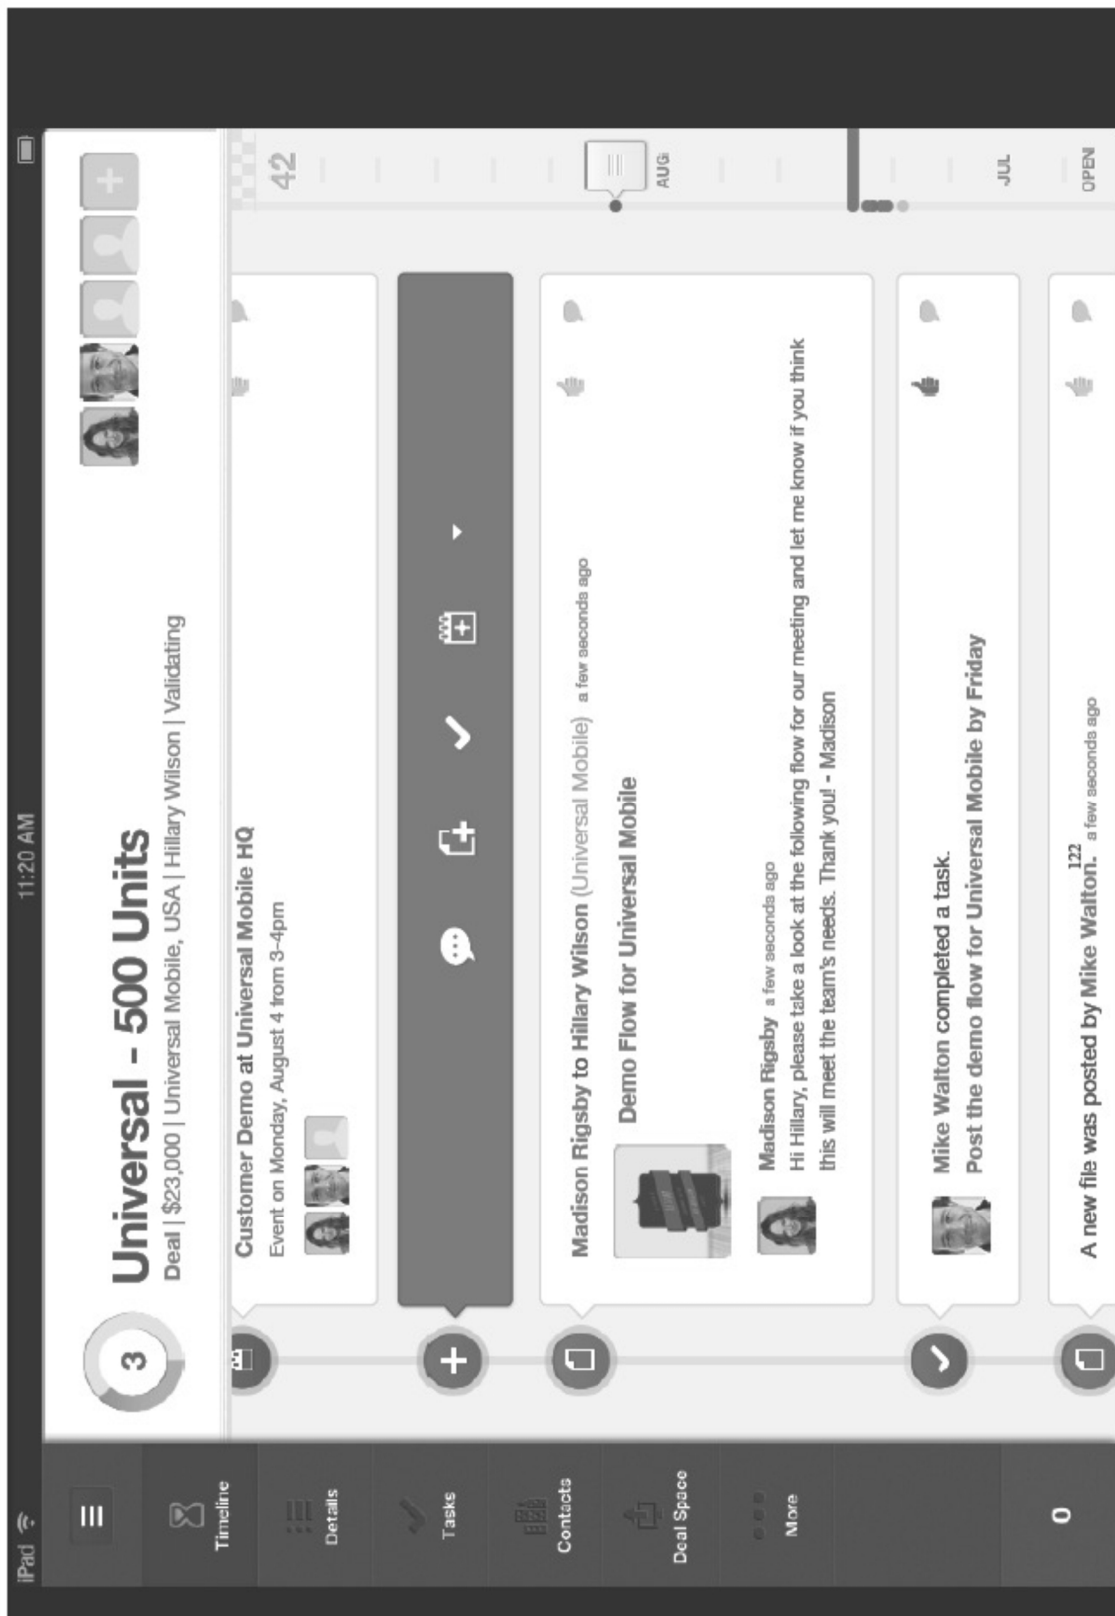 iPad
11:20 AM
3
Universal - 500 Units
Deal | $23,000 | Universal Mobile, USA | Hillary Wilson | Validating
Timeline
Details
Tasks
Contacts
Deal Space
More
0
Customer Demo at Universal Mobile HQ
Event on Monday, August 4 from 3-4pm
Madison Rigsby to Hillary Wilson (Universal Mobile) a few seconds ago
Demo Flow for Universal Mobile
Madison Rigsby a few seconds ago
Hi Hillary, please take a look at the following flow for our meeting and let me know if you think
this will meet the team's needs. Thank you! - Madison
Mike Walton completed a task.
Post the demo flow for Universal Mobile by Friday
122
A new file was posted by Mike Walton. a few seconds ago
42
AUG
JUL
OPEN